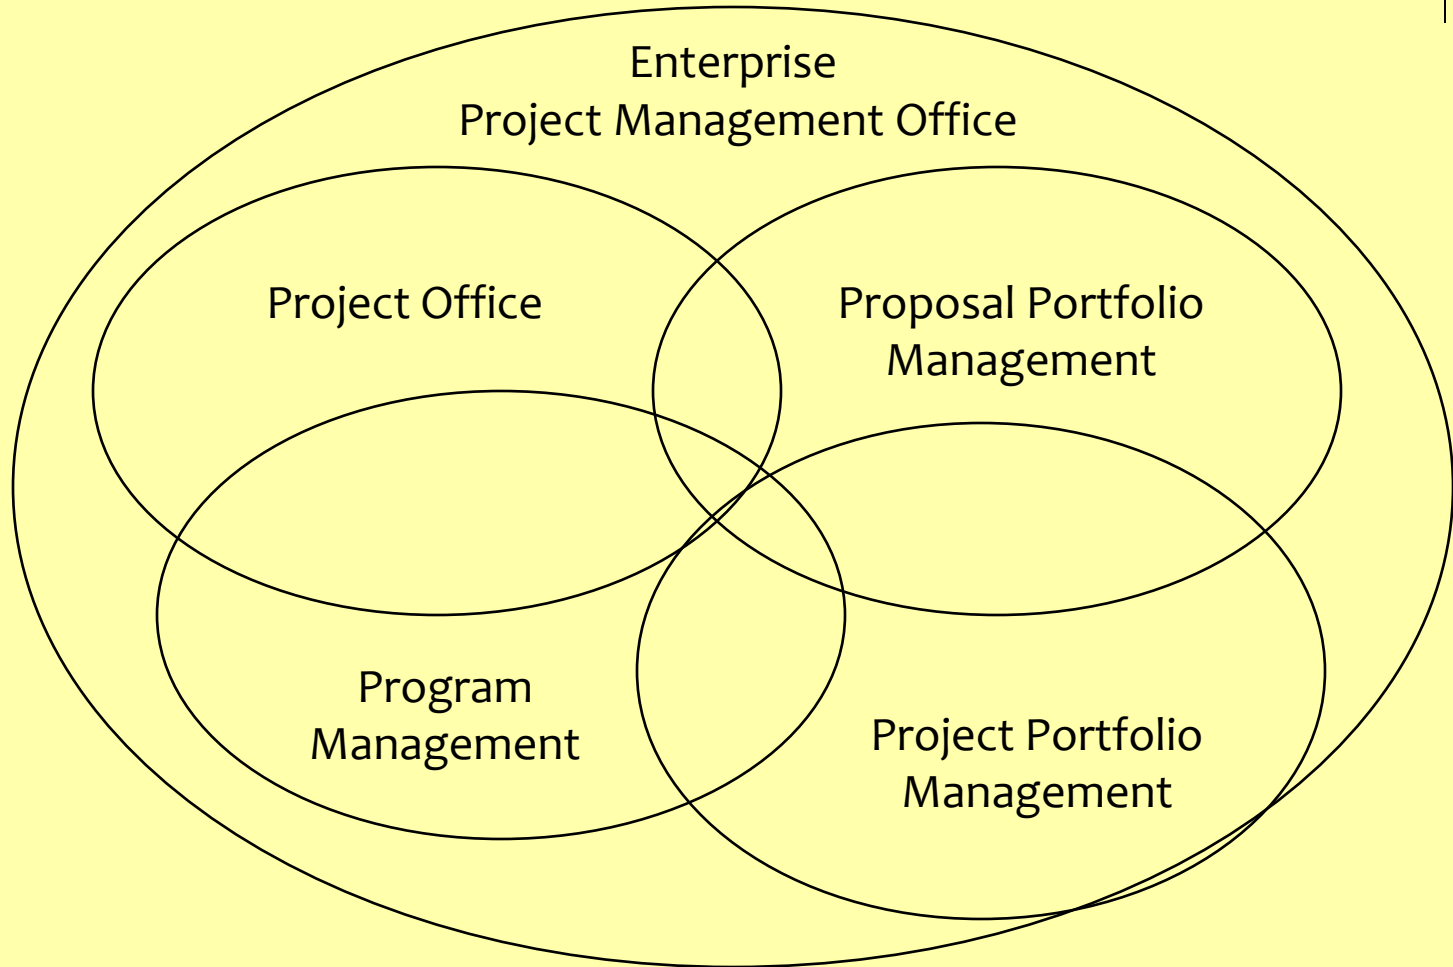 Enterprise
Project Management Office
Project Office
Proposal Portfolio
Management
Program
Management
Project Portfolio
Management